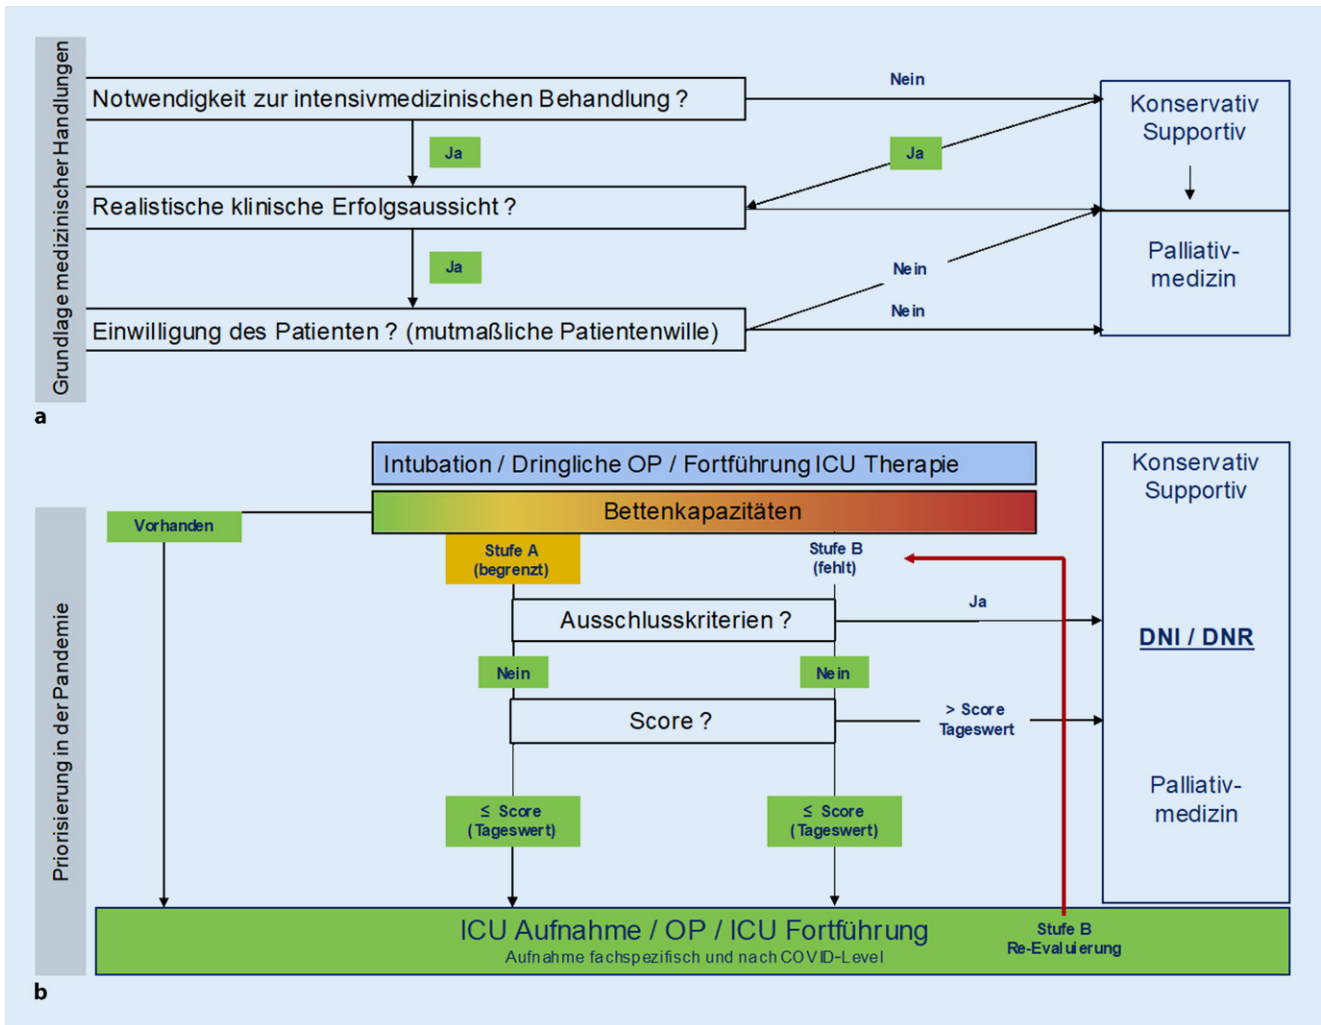 Grundlage medizinischer Handlungen
Notwendigkeit zur intensivmedizinischen Behandlung ?
Nein
Konservativ
Supportiv
Ja
Ja
Realistische klinische Erfolgsaussicht ?
Palliativ-
medizin
Ja
Nein
Nein
Einwilligung des Patienten ? (mutmaßliche Patientenwille)
a
Priorisierung in der Pandemie
Intubation / Dringliche OP / Fortführung ICU Therapie
Konservativ
Supportiv
Bettenkapazitäten
Vorhanden
Stufe A
(begrenzt)
Stufe B
(fehlt)
Ausschlusskriterien ?
Ja
DNI / DNR
Nein
Nein
Score ?
> Score
Tageswert
Palliativ-
medizin
≤ Score
(Tageswert)
≤ Score
(Tageswert)
ICU Aufnahme / OP / ICU Fortführung
Aufnahme fachspezifisch und nach COVID-Level
Stufe B
Re-Evaluierung
b